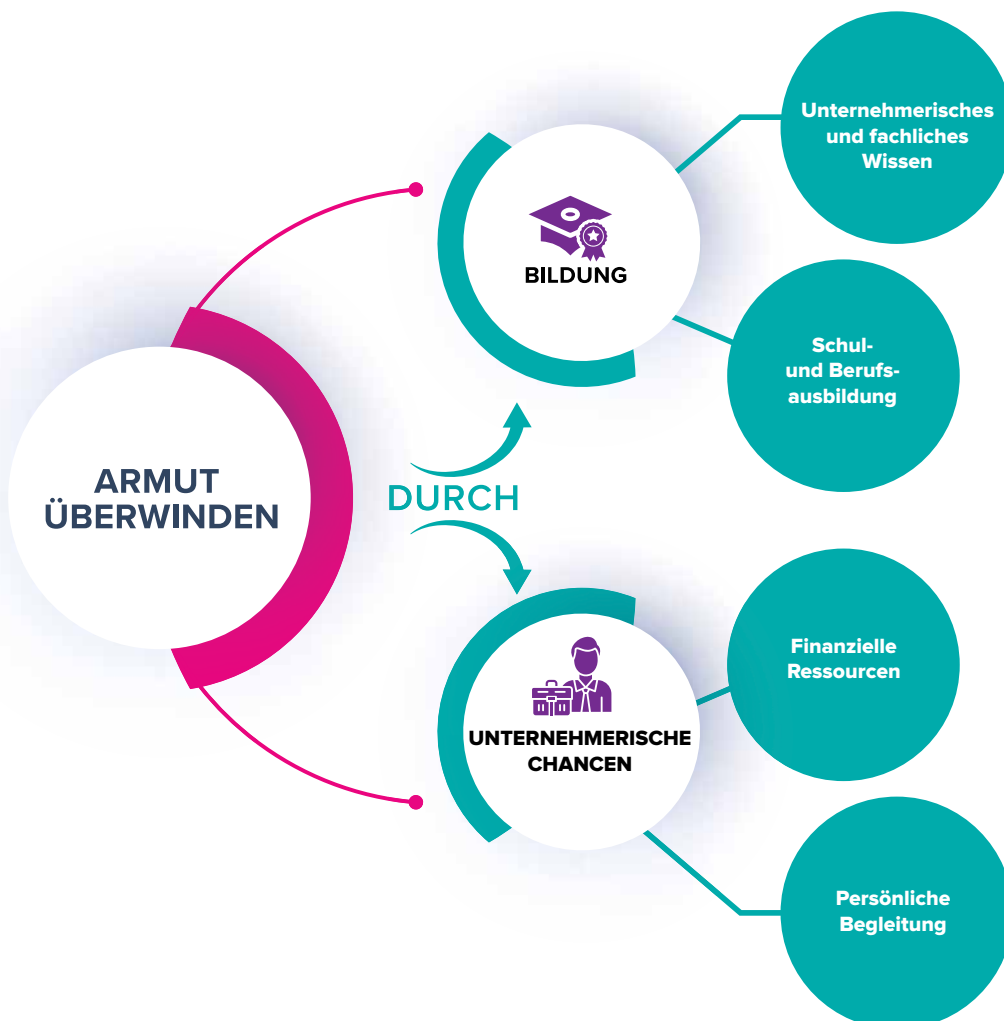 ARMUT
ÜBERWINDEN
DURCH
BILDUNG
Unternehmerisches
und fachliches
Wissen
Schul-
und Berufs-
ausbildung
UNTERNEHMERISCHE
CHANCEN
Finanzielle
Ressourcen
Persönliche
Begleitung